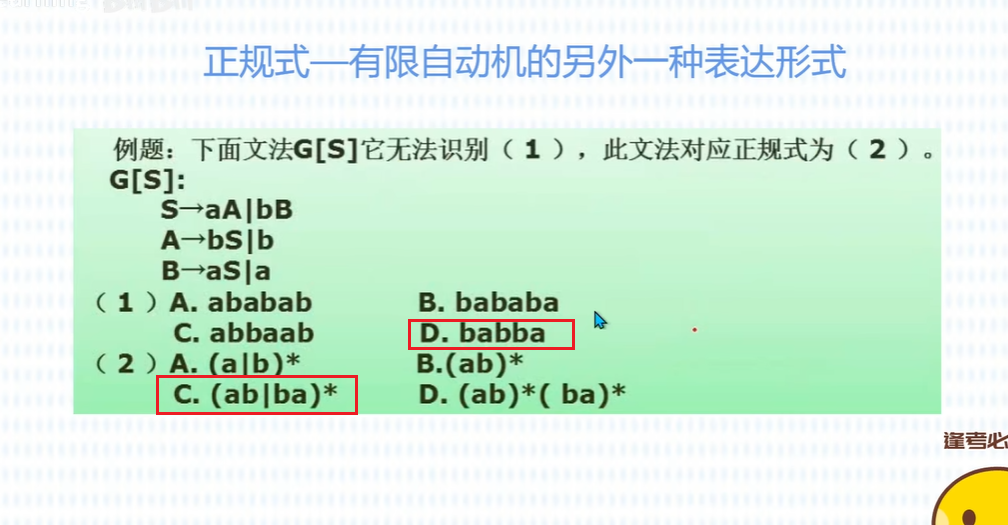 正规式—有限自动机的另外一种表达形式
例题：下面文法G[S]它无法识别（ 1 ），此文法对应正规式为（ 2 ）。
G[S]:
S→aA|bB
A→bS|b
B→aS|a
（ 1 ）A. ababab B. bababa
C. abbaab D. babba
（ 2 ）A. (a|b)* B.(ab)*
C. (ab|ba)* D. (ab)*( ba)*
逢考必